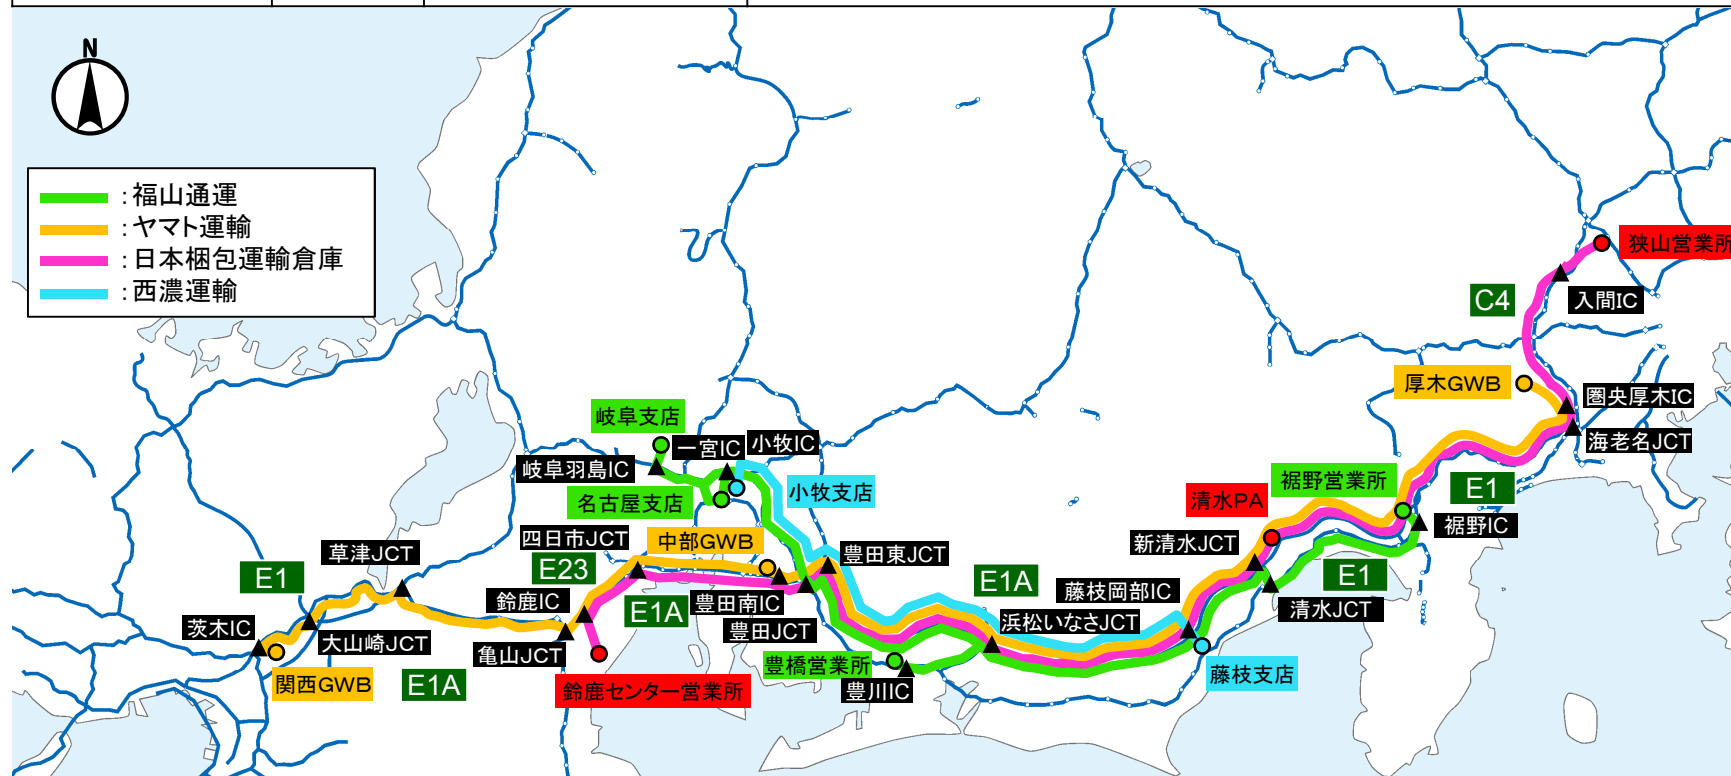 N
:福山通運
:ヤマト運輸
:日本梱包運輸倉庫
:西濃運輸
狭山営業所
入間IC
C4
厚木GWB
圏央厚木IC
海老名JCT
岐阜支店
一宮IC
小牧IC
岐阜羽島IC
名古屋支店
小牧支店
裾野営業所
E1
裾野IC
清水PA
新清水JCT
四日市JCT
中部GWB
豊田東JCT
草津JCT
E1
E23
E1A
E1
藤枝岡部IC
鈴鹿IC
E1A
豊田南IC
浜松いなさJCT
清水JCT
茨木IC
大山崎JCT
亀山JCT
豊田JCT
豊橋営業所
関西GWB
E1A
鈴鹿センター営業所
豊川IC
藤枝支店